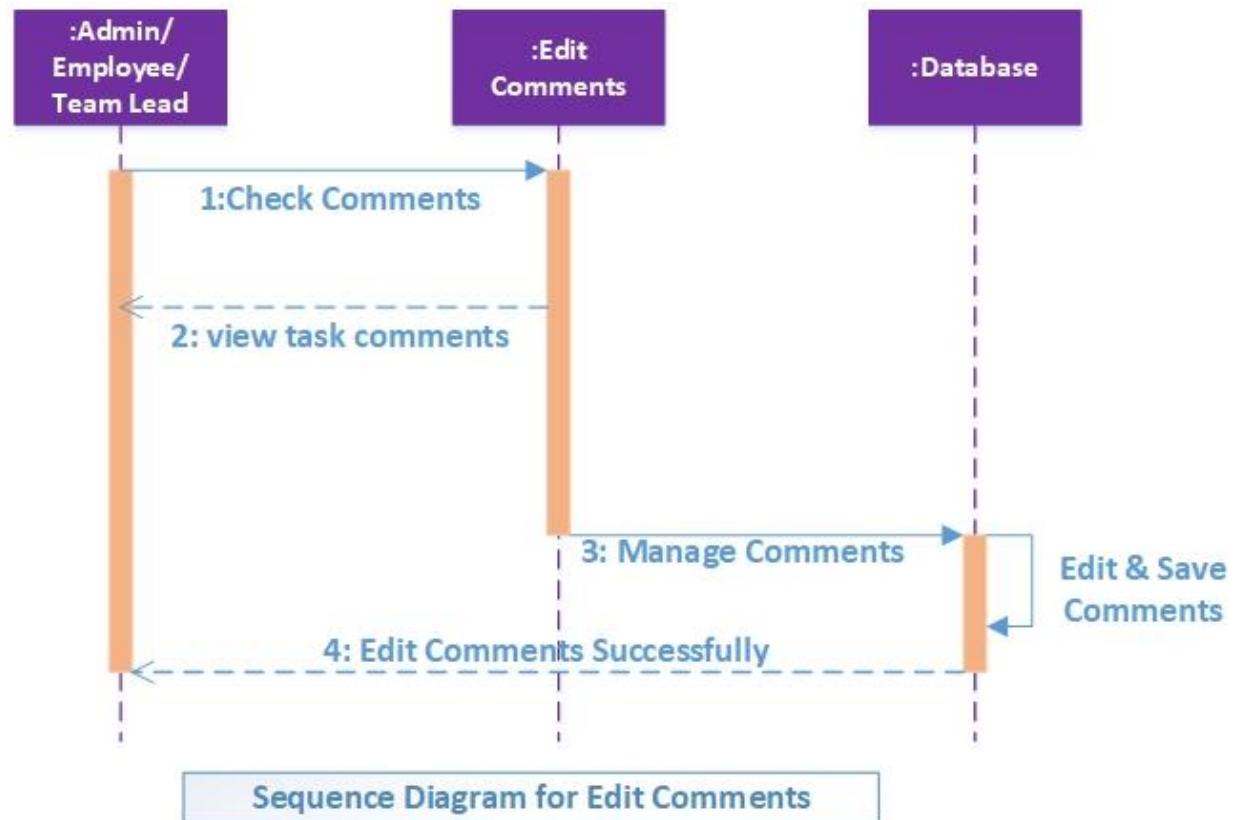 :Admin/
Employee/
Team Lead
:Edit
Comments
:Database
1:Check Comments
2: view task comments
3: Manage Comments
Edit & Save
Comments
4: Edit Comments Successfully
Sequence Diagram for Edit Comments